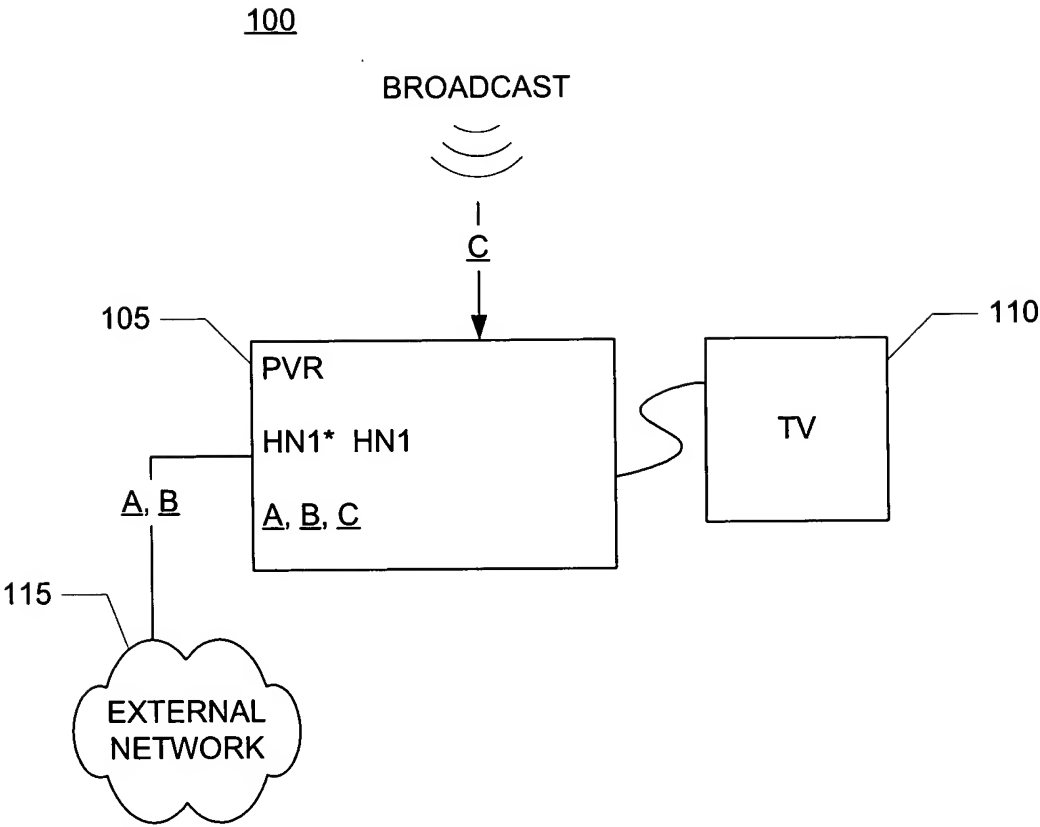 100
BROADCAST
C
105
110
PVR
TV
HN1* HN1
A, B
A, B, C
115
EXTERNAL
NETWORK